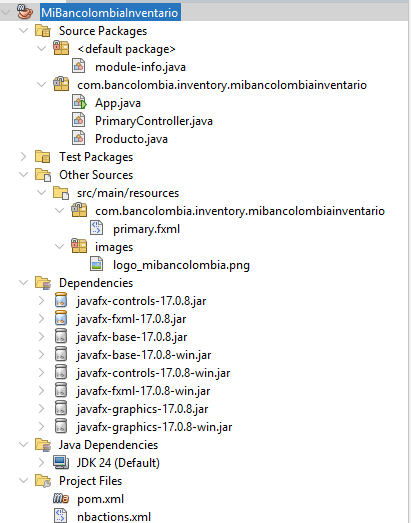 MiBancolombiaInventario
Source Packages
<default package>
module-info.java
com.bancolombia.inventory.mibancolombiainventario
App.java
PrimaryController.java
Producto.java
Test Packages
Other Sources
src/main/resources
com.bancolombia.inventory.mibancolombiainventario
primary.fxml
images
logo_mibancolombia.png
Dependencies
javafx-controls-17.0.8.jar
javafx-fxml-17.0.8.jar
javafx-base-17.0.8.jar
javafx-base-17.0.8-win.jar
javafx-controls-17.0.8-win.jar
javafx-fxml-17.0.8-win.jar
javafx-graphics-17.0.8.jar
javafx-graphics-17.0.8-win.jar
Java Dependencies
JDK 24 (Default)
Project Files
pom.xml
nbactions.xml